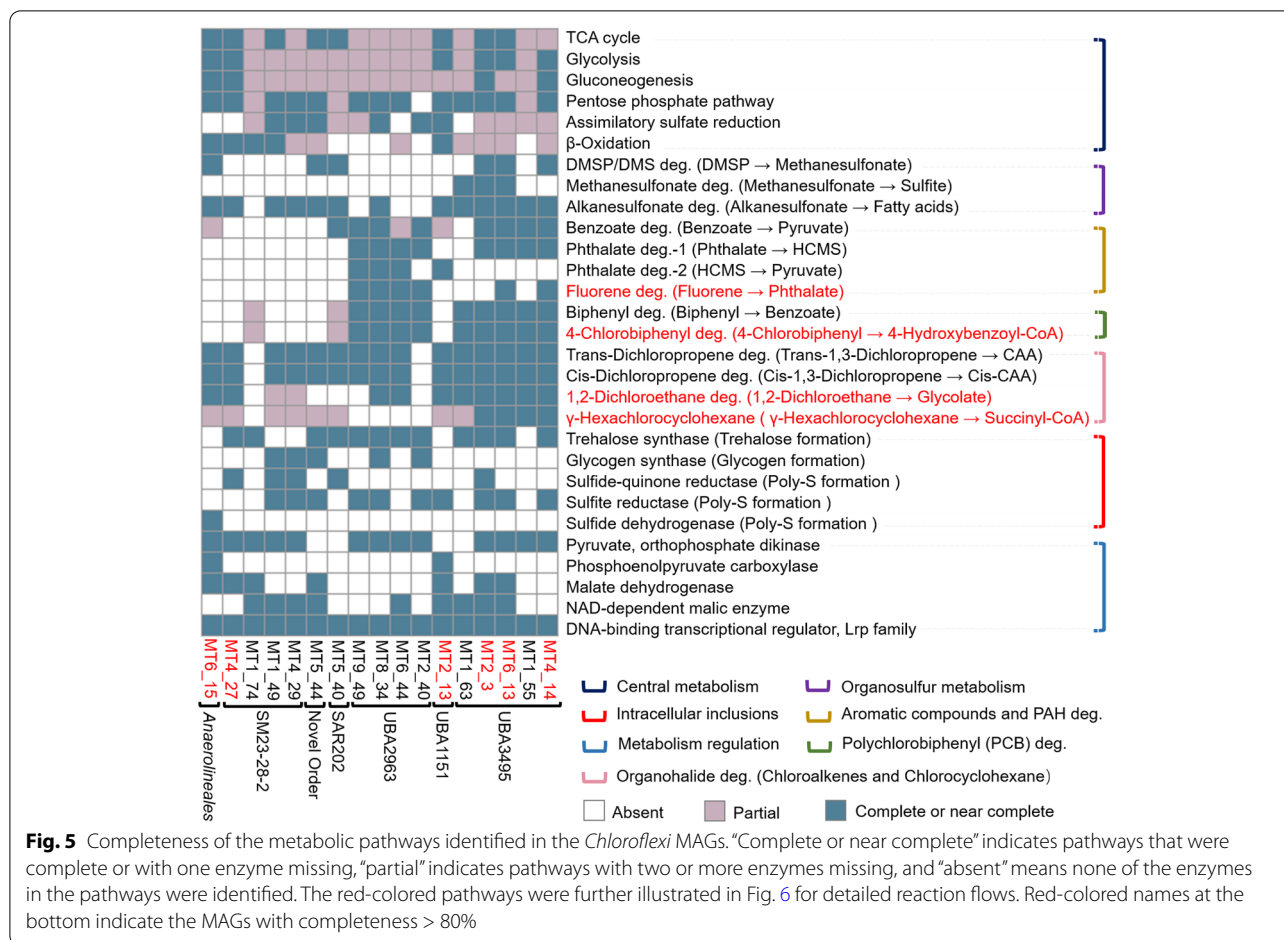 TCA cycle
Glycolysis
Gluconeogenesis
Pentose phosphate pathway
Assimilatory sulfate reduction
β-Oxidation
DMSP/DMS deg. (DMSP → Methanesulfonate)
Methanesulfonate deg. (Methanesulfonate → Sulfite)
Alkanesulfonate deg. (Alkanesulfonate → Fatty acids)
Benzoate deg. (Benzoate → Pyruvate)
Phthalate deg.-1 (Phthalate → HCMS)
Phthalate deg.-2 (HCMS → Pyruvate)
Fluorene deg. (Fluorene → Phthalate)
Biphenyl deg. (Biphenyl → Benzoate)
4-Chlorobiphenyl deg. (4-Chlorobiphenyl → 4-Hydroxybenzoyl-CoA)
Trans-Dichloropropene deg. (Trans-1,3-Dichloropropene → CAA)
Cis-Dichloropropene deg. (Cis-1,3-Dichloropropene → Cis-CAA)
1,2-Dichloroethane deg. (1,2-Dichloroethane → Glycolate)
γ-Hexachlorocyclohexane ( γ-Hexachlorocyclohexane → Succinyl-CoA)
Trehalose synthase (Trehalose formation)
Glycogen synthase (Glycogen formation)
Sulfide-quinone reductase (Poly-S formation )
Sulfite reductase (Poly-S formation )
Sulfide dehydrogenase (Poly-S formation )
Pyruvate, orthophosphate dikinase
Phosphoenolpyruvate carboxylase
Malate dehydrogenase
NAD-dependent malic enzyme
DNA-binding transcriptional regulator, Lrp family
MT6_15
MT4_27
MT1_74
MT1_49
MT4_29
MT5_44
MT5_40
MT9_49
MT8_34
MT6_44
MT2_40
MT2_13
MT1_63
MT2_3
MT6_13
MT1_55
MT4_14
Anaerolineales
SM23-28-2
Novel Order
SAR202
UBA2963
UBA1151
UBA3495
Central metabolism
Organosulfur metabolism
Intracellular inclusions
Aromatic compounds and PAH deg.
Metabolism regulation
Polychlorobiphenyl (PCB) deg.
Organohalide deg. (Chloroalkenes and Chlorocyclohexane)
Absent
Partial
Complete or near complete
Fig. 5 Completeness of the metabolic pathways identified in the Chloroflexi MAGs. “Complete or near complete” indicates pathways that were
complete or with one enzyme missing, “partial” indicates pathways with two or more enzymes missing, and “absent” means none of the enzymes
in the pathways were identified. The red-colored pathways were further illustrated in Fig. 6 for detailed reaction flows. Red-colored names at the
bottom indicate the MAGs with completeness > 80%